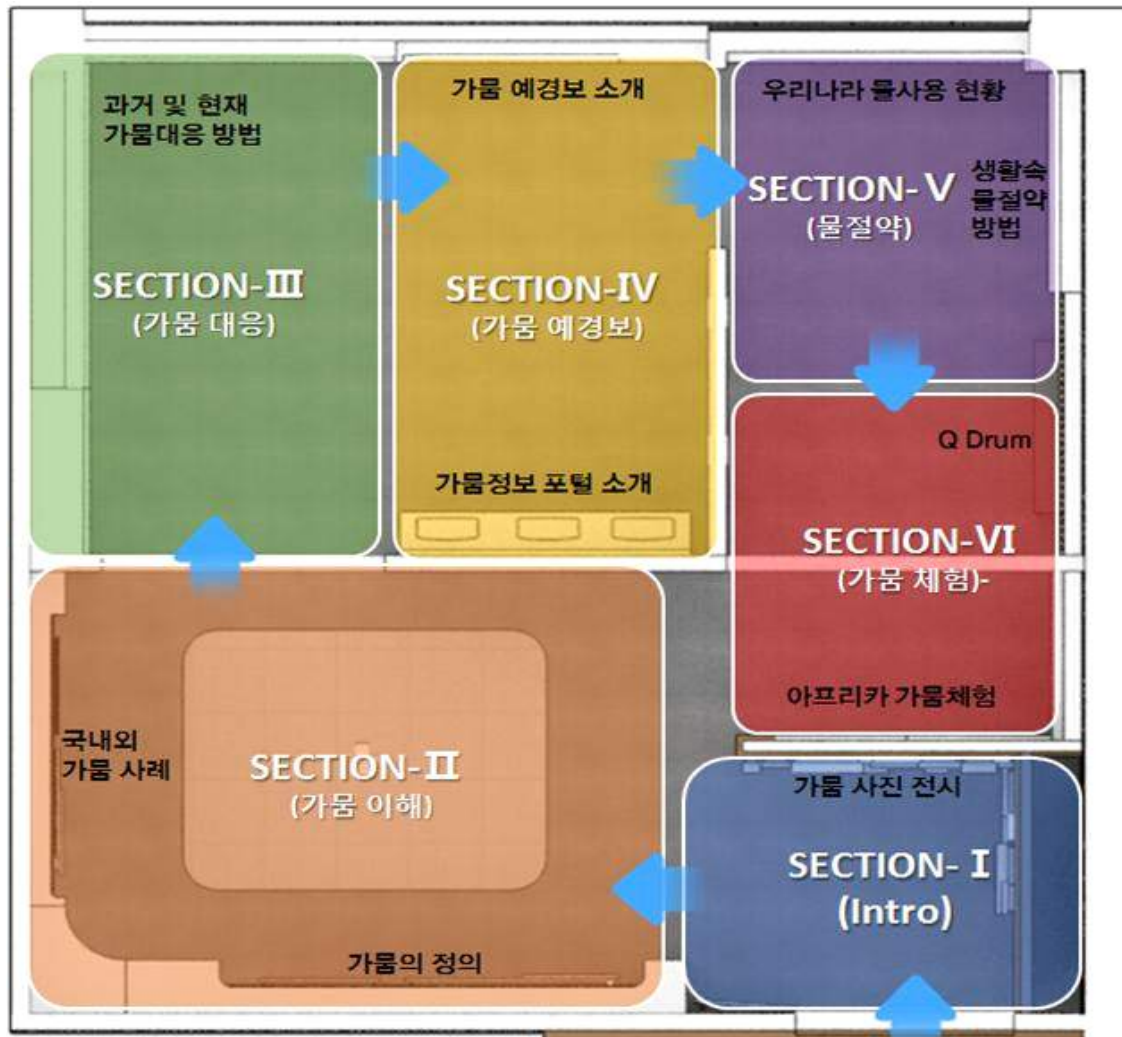 과거 및 현재
가뭄대응 방법
SECTION-Ⅲ
(가뭄 대응)
가뭄 예경보 소개
SECTION-Ⅳ
(가뭄 예경보)
가뭄정보 포털 소개
우리나라 물사용 현황
SECTION-Ⅴ
(물절약)
생활속
물절약
방법
Q Drum
SECTION-Ⅵ
(가뭄 체험)-
아프리카 가뭄체험
국내외
가뭄 사례
SECTION-Ⅱ
(가뭄 이해)
가뭄의 정의
가뭄 사진 전시
SECTION-Ⅰ
(Intro)